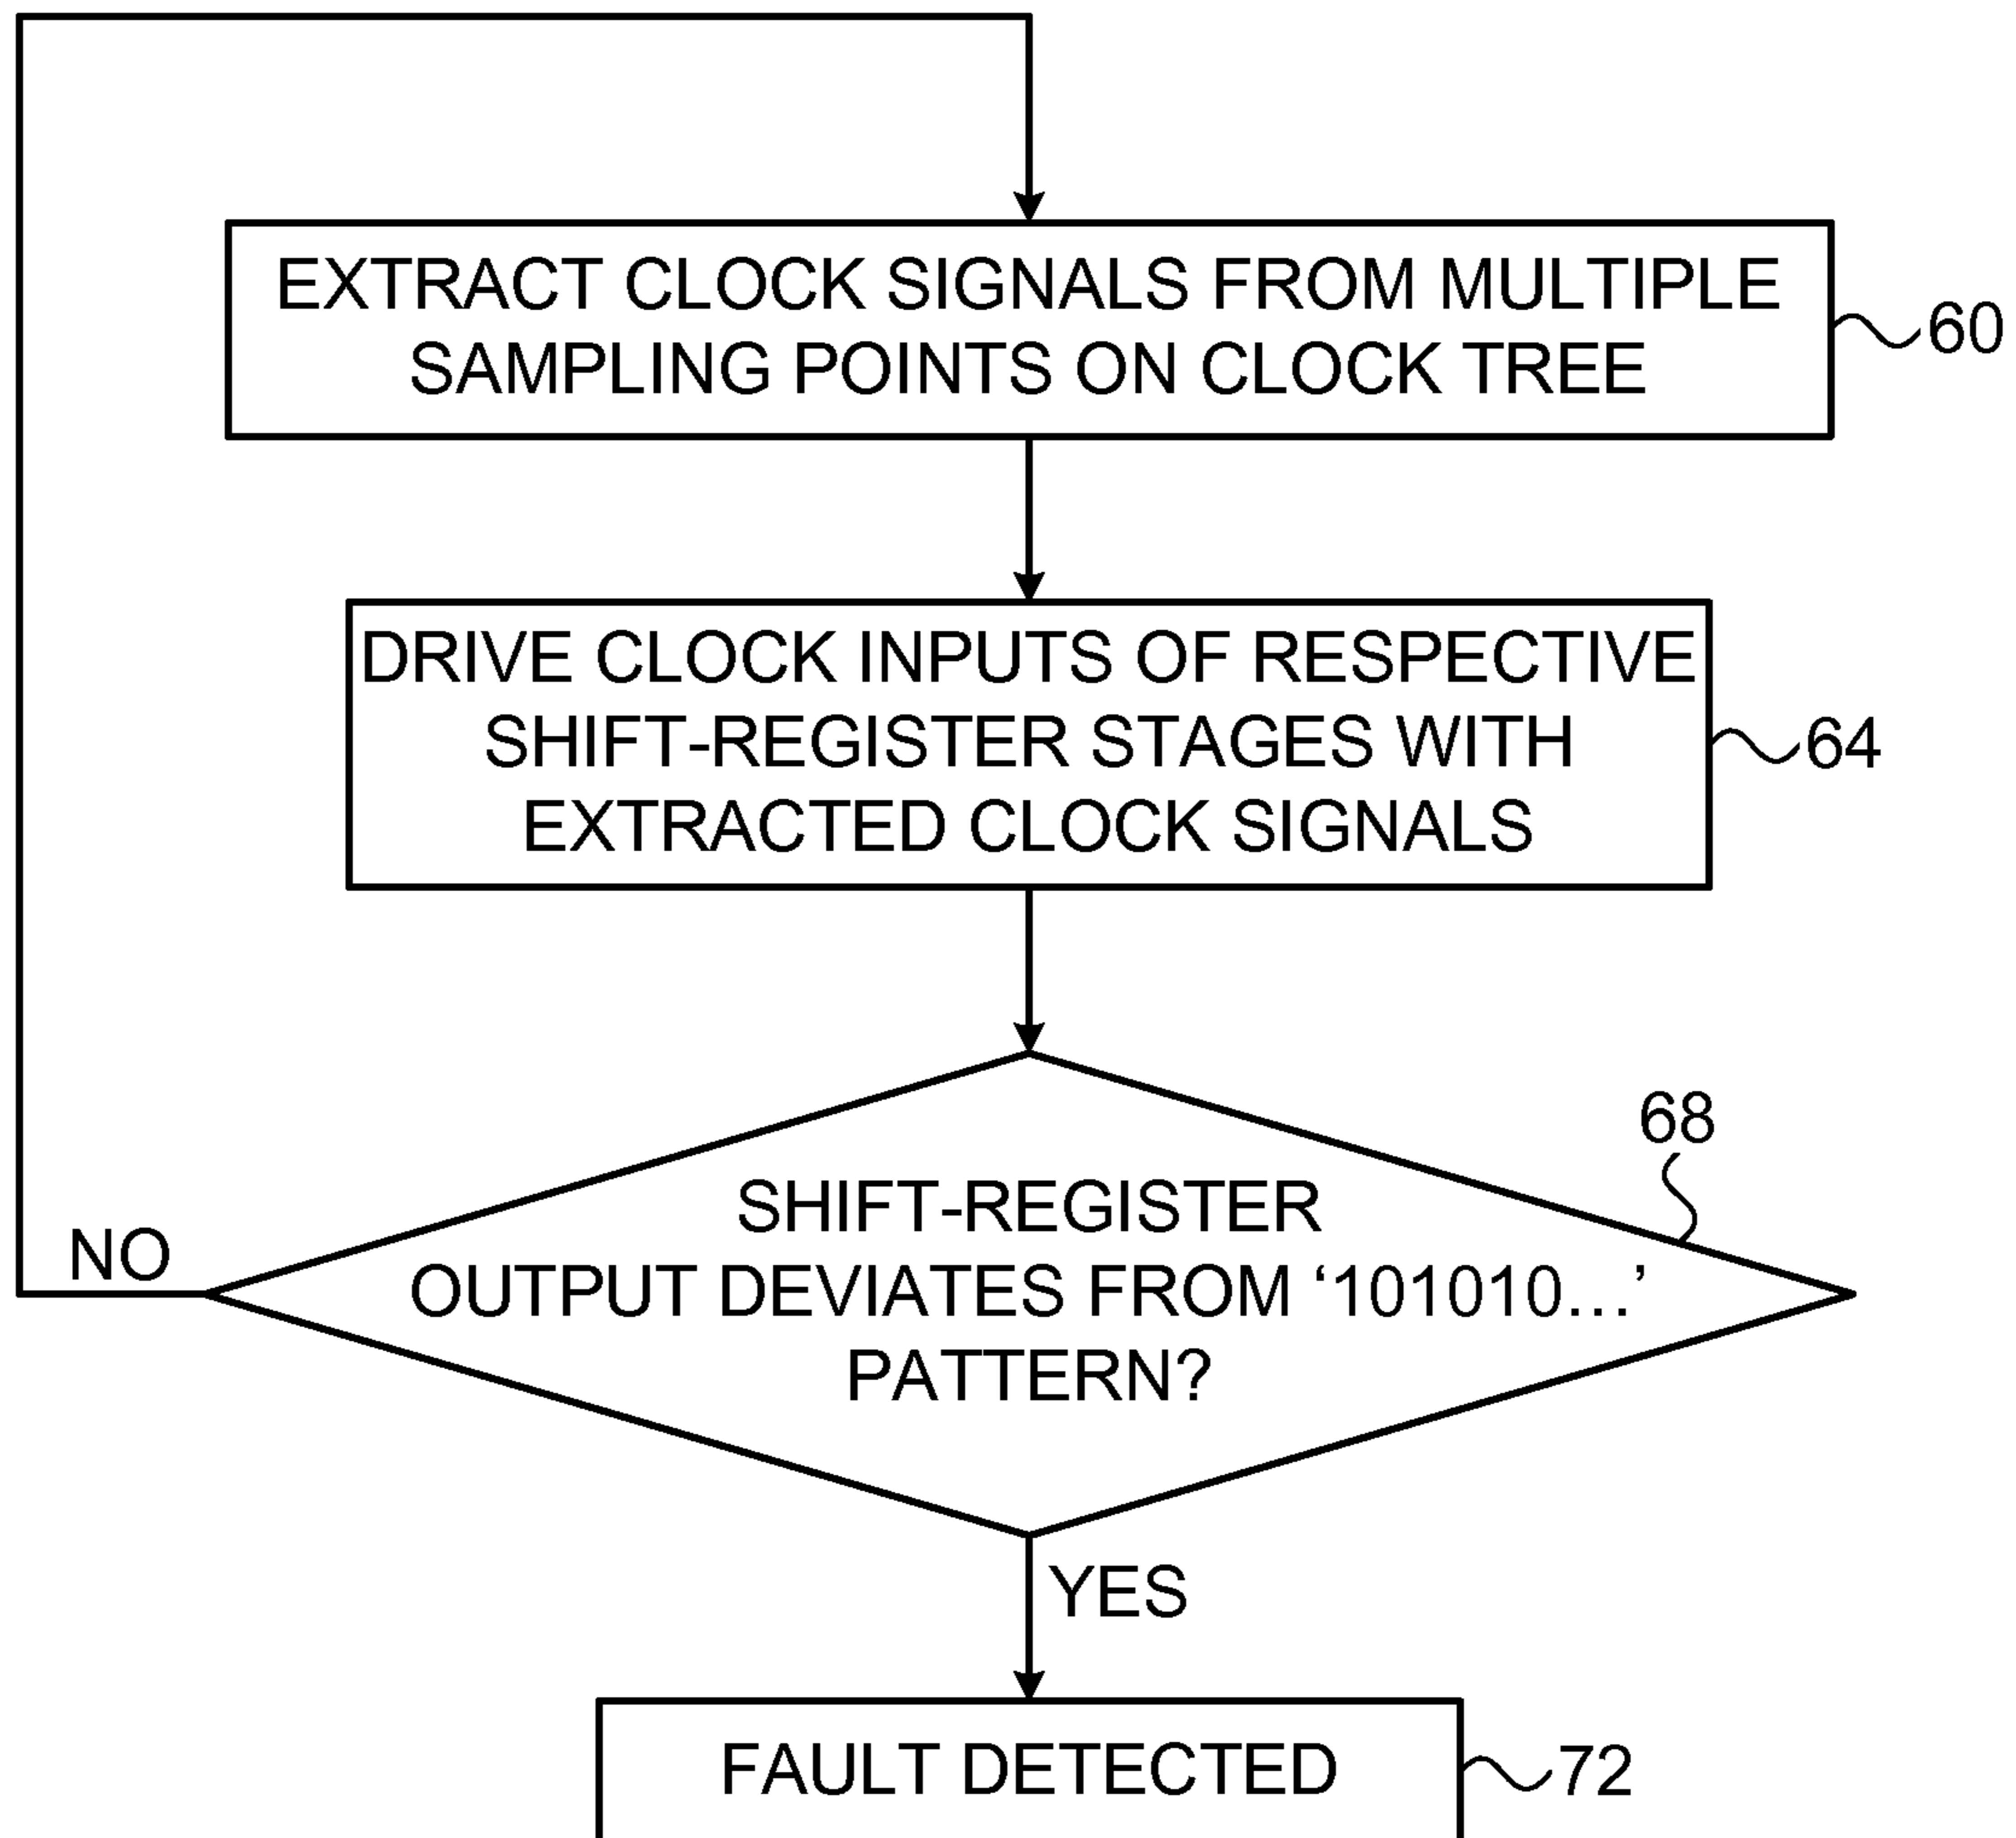 EXTRACT CLOCK SIGNALS FROM MULTIPLE
SAMPLING POINTS ON CLOCK TREE
60
DRIVE CLOCK INPUTS OF RESPECTIVE
SHIFT-REGISTER STAGES WITH
EXTRACTED CLOCK SIGNALS
64
68
SHIFT-REGISTER
OUTPUT DEVIATES FROM ‘101010...’
PATTERN?
NO
YES
FAULT DETECTED
72